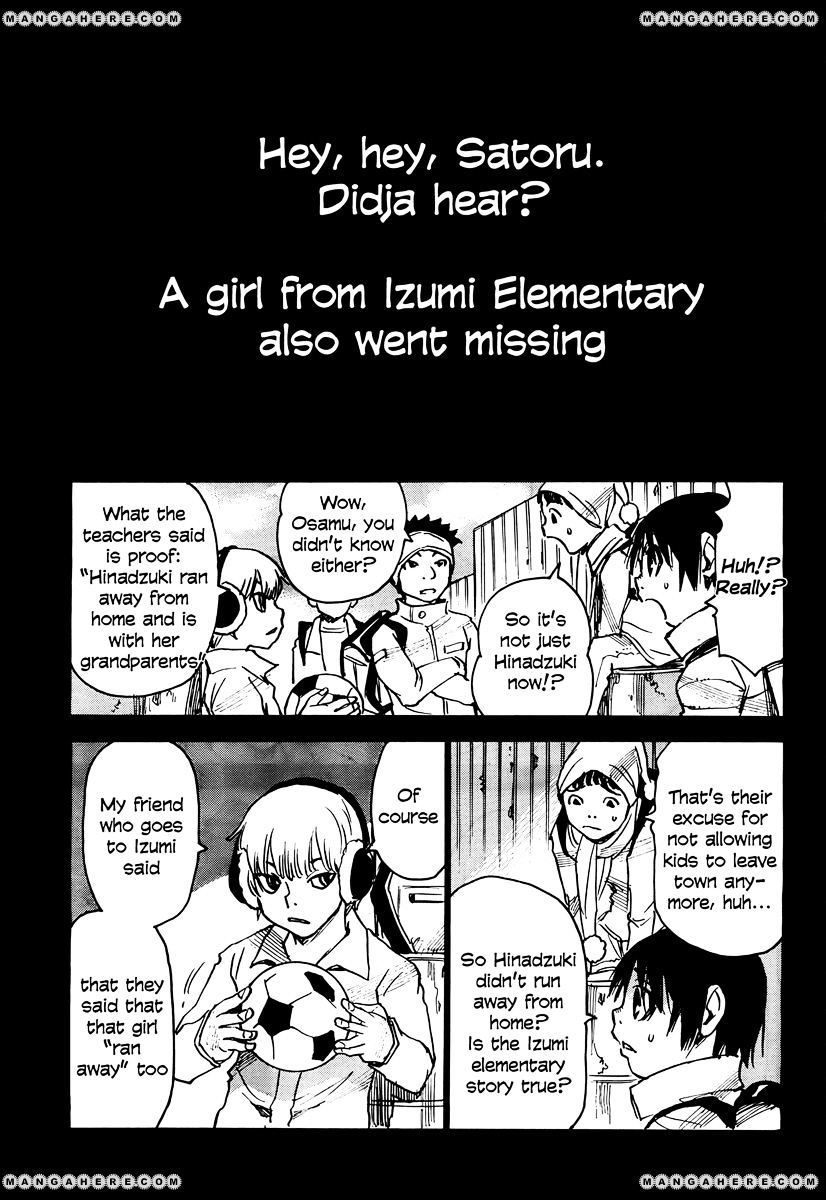 MANGAHERE.COM
MANGAHERE.COM
Hey, hey, Satoru.
Didja hear?
A girl from Izumi Elementary
also went missing
Huh!?
Really?
So it's
not just
Hinadzuki
now!?
Wow,
Osamu, you
didn't know
either?
What the
teachers said
is proof:
"Hinadzuki ran
away from
home and is
with her
grandparents"
That's their
excuse for
not allowing
kids to leave
town any-
more, huh...
So Hinadzuki
didn't run
away from
home?
Is the Izumi
elementary
story true?
Of
course
My friend
who goes
to Izumi
said
that they
said that
that girl
"ran
away" too
MANGAHERE.COM
MANGAHERE.COM